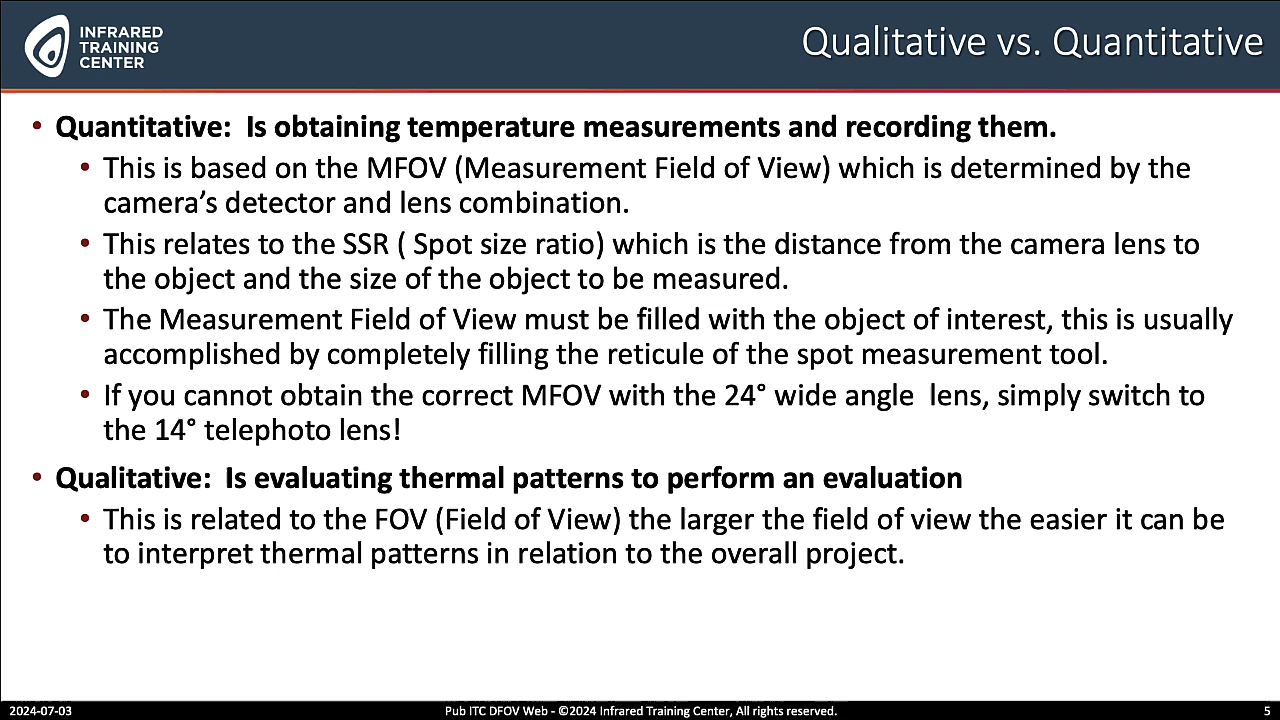 INFRARED
TRAINING
CENTER
Qualitative vs. Quantitative
• Quantitative:  Is obtaining temperature measurements and recording them.
• This is based on the MFOV (Measurement Field of View) which is determined by the
camera’s detector and lens combination.
• This relates to the SSR ( Spot size ratio) which is the distance from the camera lens to
the object and the size of the object to be measured.
• The Measurement Field of View must be filled with the object of interest, this is usually
accomplished by completely filling the reticule of the spot measurement tool.
• If you cannot obtain the correct MFOV with the 24° wide angle  lens, simply switch to
the 14° telephoto lens!
• Qualitative:  Is evaluating thermal patterns to perform an evaluation
• This is related to the FOV (Field of View) the larger the field of view the easier it can be
to interpret thermal patterns in relation to the overall project.
2024-07-03
Pub ITC DFOV Web - ©2024 Infrared Training Center, All rights reserved.
5